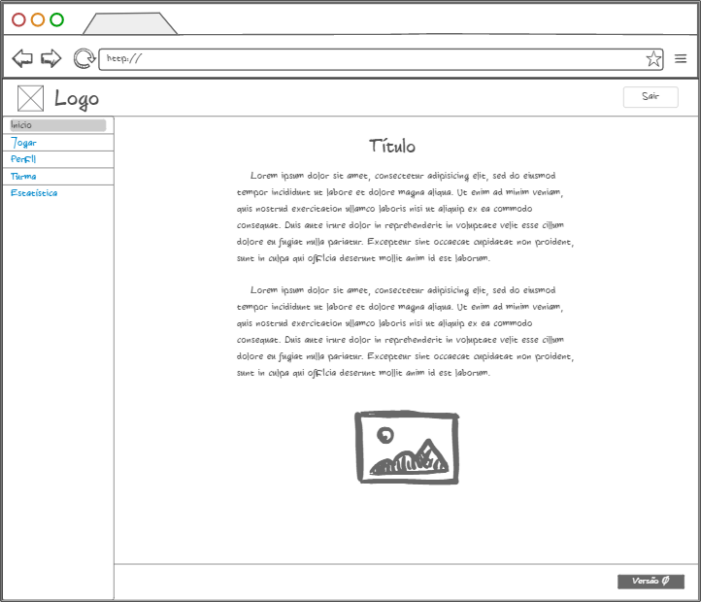 http://
Logo
Sair
Início
Jogar
Perfil
Turma
Estatística
Título
Lorem ipsum dolor sit amet, consectetur adipisicing elit, sed do eiusmod
tempor incididunt ut labore et dolore magna aliqua. Ut enim ad minim veniam,
quis nostrud exercitation ullamco laboris nisi ut aliquip ex ea commodo
consequat. Duis aute irure dolor in reprehenderit in voluptate velit esse cillum
dolore eu fugiat nulla pariatur. Excepteur sint occaecat cupidatat non proident,
sunt in culpa qui officia deserunt mollit anim id est laborum.
Lorem ipsum dolor sit amet, consectetur adipisicing elit, sed do eiusmod
tempor incididunt ut labore et dolore magna aliqua. Ut enim ad minim veniam,
quis nostrud exercitation ullamco laboris nisi ut aliquip ex ea commodo
consequat. Duis aute irure dolor in reprehenderit in voluptate velit esse cillum
dolore eu fugiat nulla pariatur. Excepteur sint occaecat cupidatat non proident,
sunt in culpa qui officia deserunt mollit anim id est laborum.
Versão 0